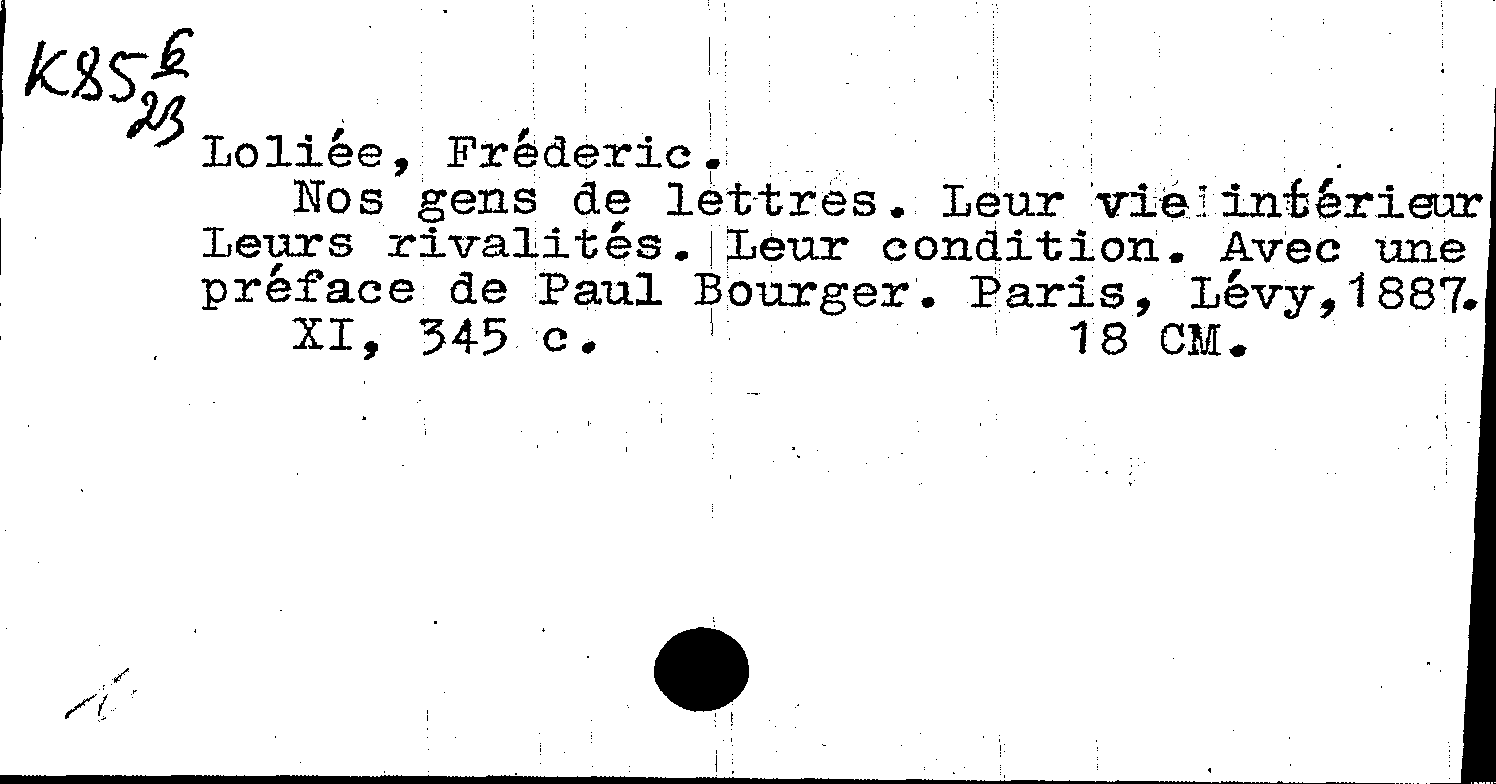 K85 6/23
Loliée, Fréderic.
Nos gens de lettres. Leur vie intérieur
Leurs rivalités. Leur condition. Avec une
préface de Paul Bourger. Paris, Lévy, 1887.
XI, 345 c. 18 CM.